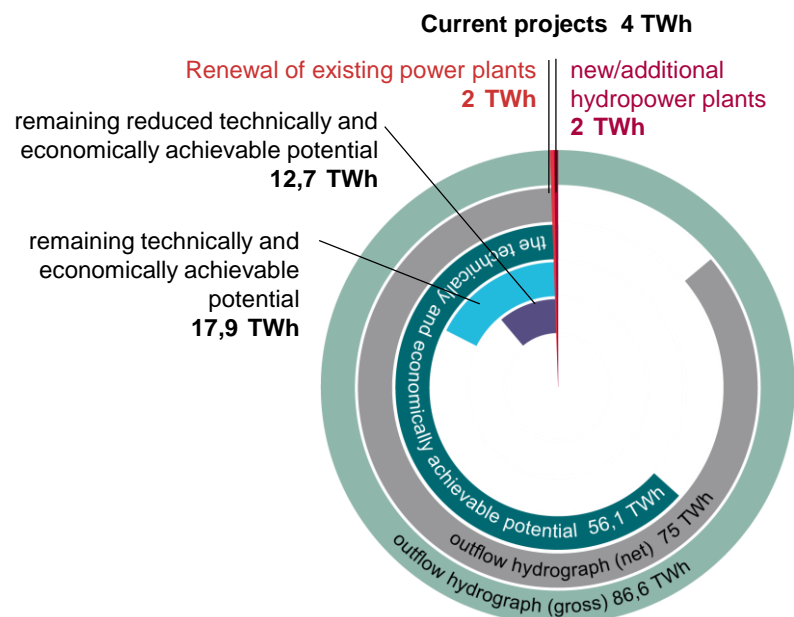 Current projects 4 TWh
Renewal of existing power plants
2 TWh
new/additional
hydropower plants
2 TWh
remaining reduced technically and
economically achievable potential
12,7 TWh
remaining technically and
economically achievable
potential
17,9 TWh
the technically and economically achievable potential 56,1 TWh
outflow hydrograph (net) 75 TWh
outflow hydrograph (gross) 86,6 TWh